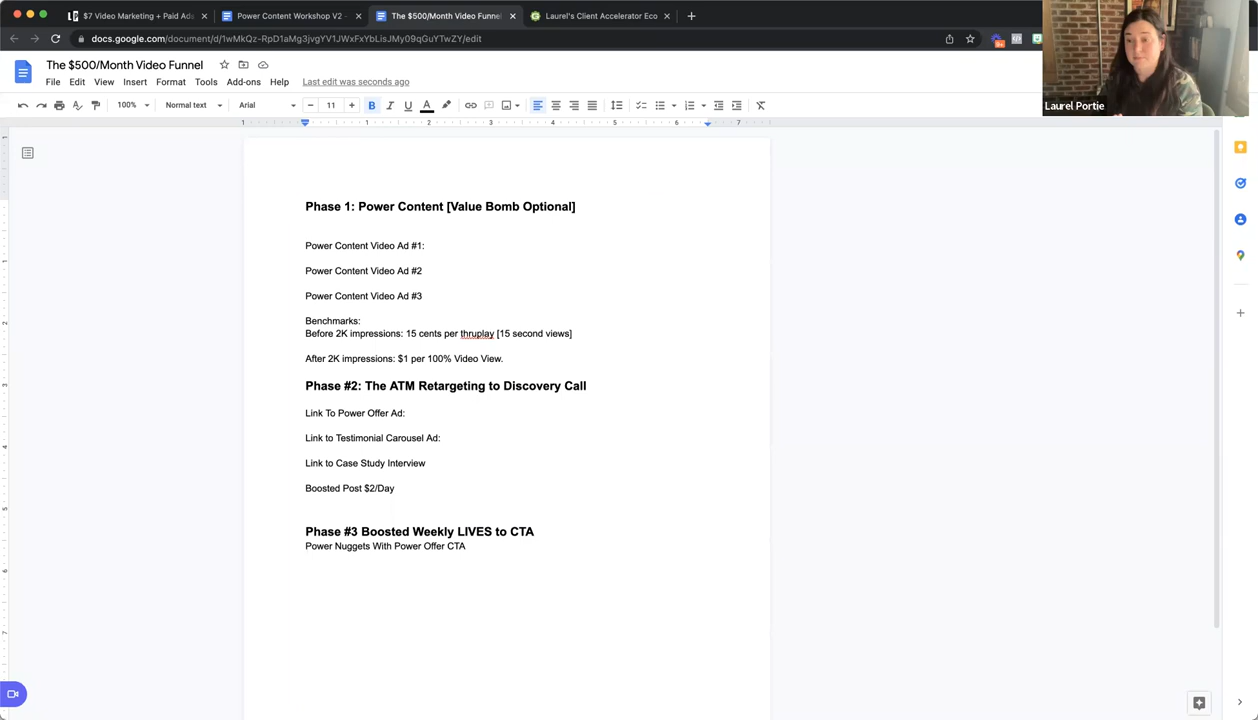 $7 Video Marketing + Paid Ads
Power Content Workshop V2 -
The $500/Month Video Funnel
Laurel's Client Accelerator Eco
docs.google.com/document/d/1wMkQz-RpD1aMg3jvgYV1JWxFxYbLisJMy09qGuYTwZY/edit
The $500/Month Video Funnel
File Edit View Insert Format Tools Add-ons Help Last edit was seconds ago
100% Normal text Arial 11
Laurel Portie
Phase 1: Power Content [Value Bomb Optional]
Power Content Video Ad #1:
Power Content Video Ad #2
Power Content Video Ad #3
Benchmarks:
Before 2K impressions: 15 cents per thruplay [15 second views]
After 2K impressions: $1 per 100% Video View.
Phase #2: The ATM Retargeting to Discovery Call
Link To Power Offer Ad:
Link to Testimonial Carousel Ad:
Link to Case Study Interview
Boosted Post $2/Day
Phase #3 Boosted Weekly LIVES to CTA
Power Nuggets With Power Offer CTA